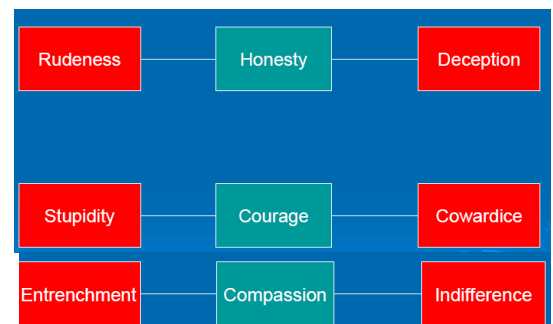 Rudeness Honesty Deception
Stupidity Courage Cowardice
Entrenchment Compassion Indifference